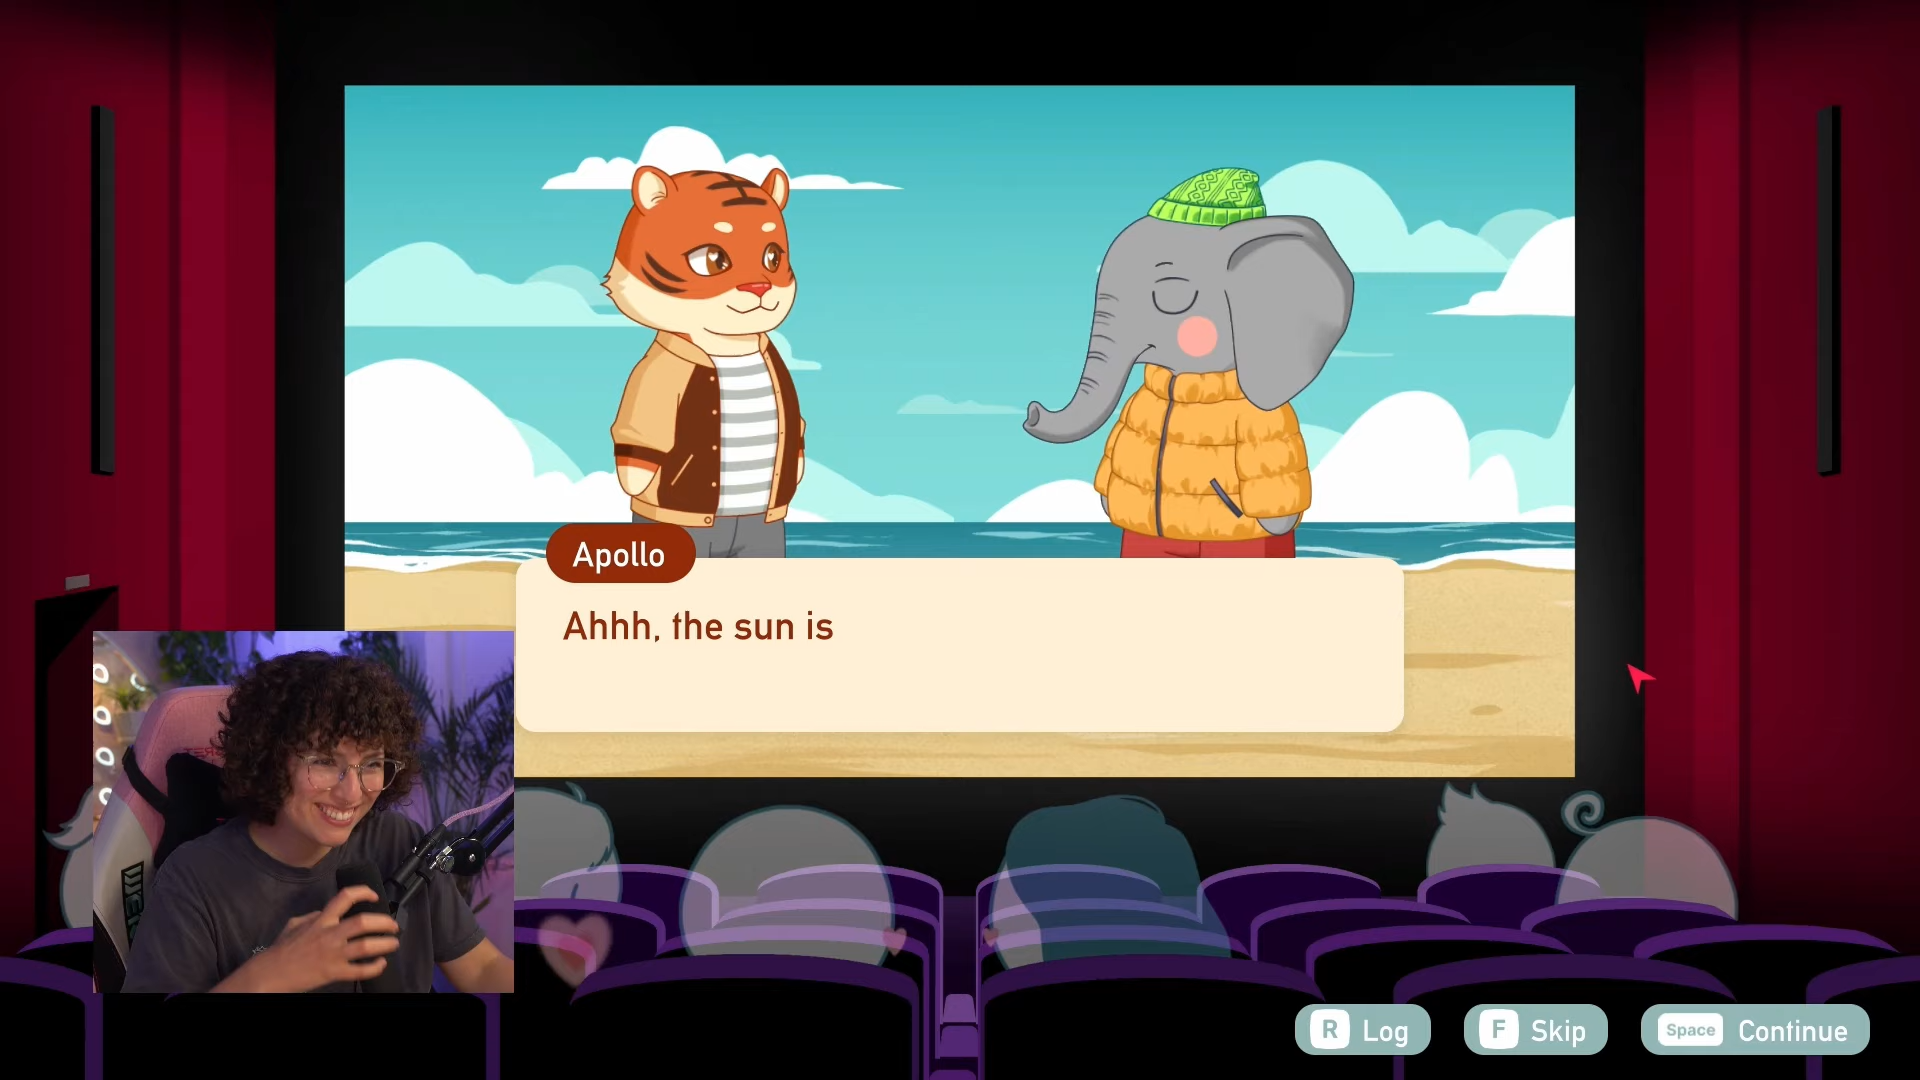 Apollo
Ahhh, the sun is
R Log
F Skip
Space Continue